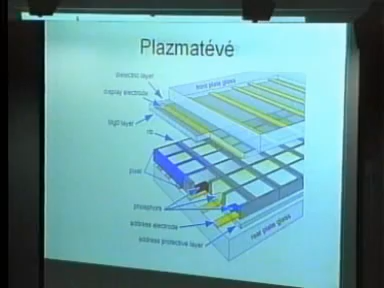 Plazmatévé
dielectric layer
front plate glass
display electrode
MgO layer
rib
pixel
phosphors
address electrode
address protective layer
rear plate glass